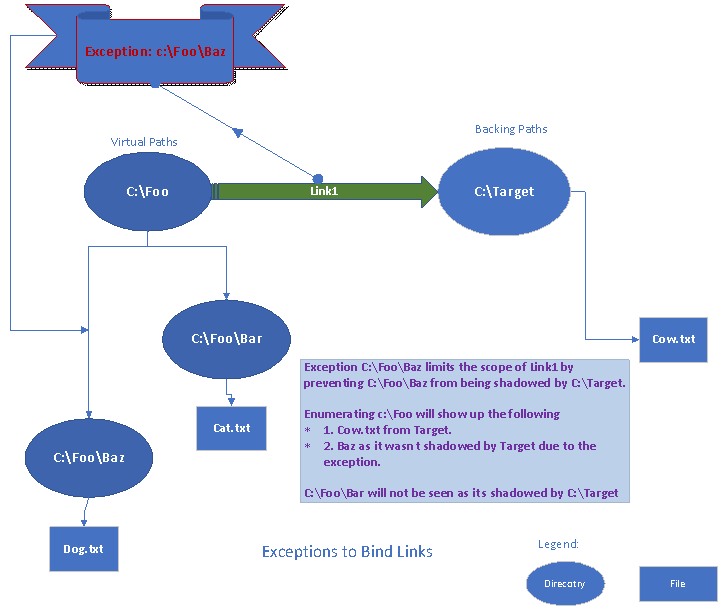 Exception: c:\Foo\Baz
Virtual Paths
Backing Paths
C:\Foo
Link1
C:\Target
C:\Foo\Bar
Cow.txt
Exception C:\Foo\Baz limits the scope of Link1 by
preventing C:\Foo\Baz from being shadowed by C:\Target.
Enumerating c:\Foo will show up the following
* 1. Cow.txt from Target.
* 2. Baz as it wasn t shadowed by Target due to the
exception.
C:\Foo\Bar will not be seen as its shadowed by C:\Target
Cat.txt
C:\Foo\Baz
Dog.txt
Exceptions to Bind Links
Legend:
Direcotry
File